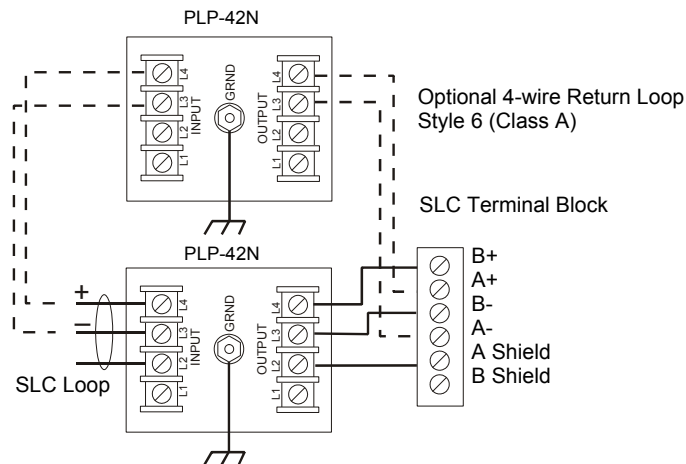 PLP-42N
L4
L3
L2
L1
INPUT
GRND
OUTPUT
L4
L3
L2
L1
Optional 4-wire Return Loop
Style 6 (Class A)
SLC Terminal Block
B+
A+
B-
A-
A Shield
B Shield
PLP-42N
+
–
SLC Loop
L4
L3
L2
L1
INPUT
GRND
OUTPUT
L4
L3
L2
L1